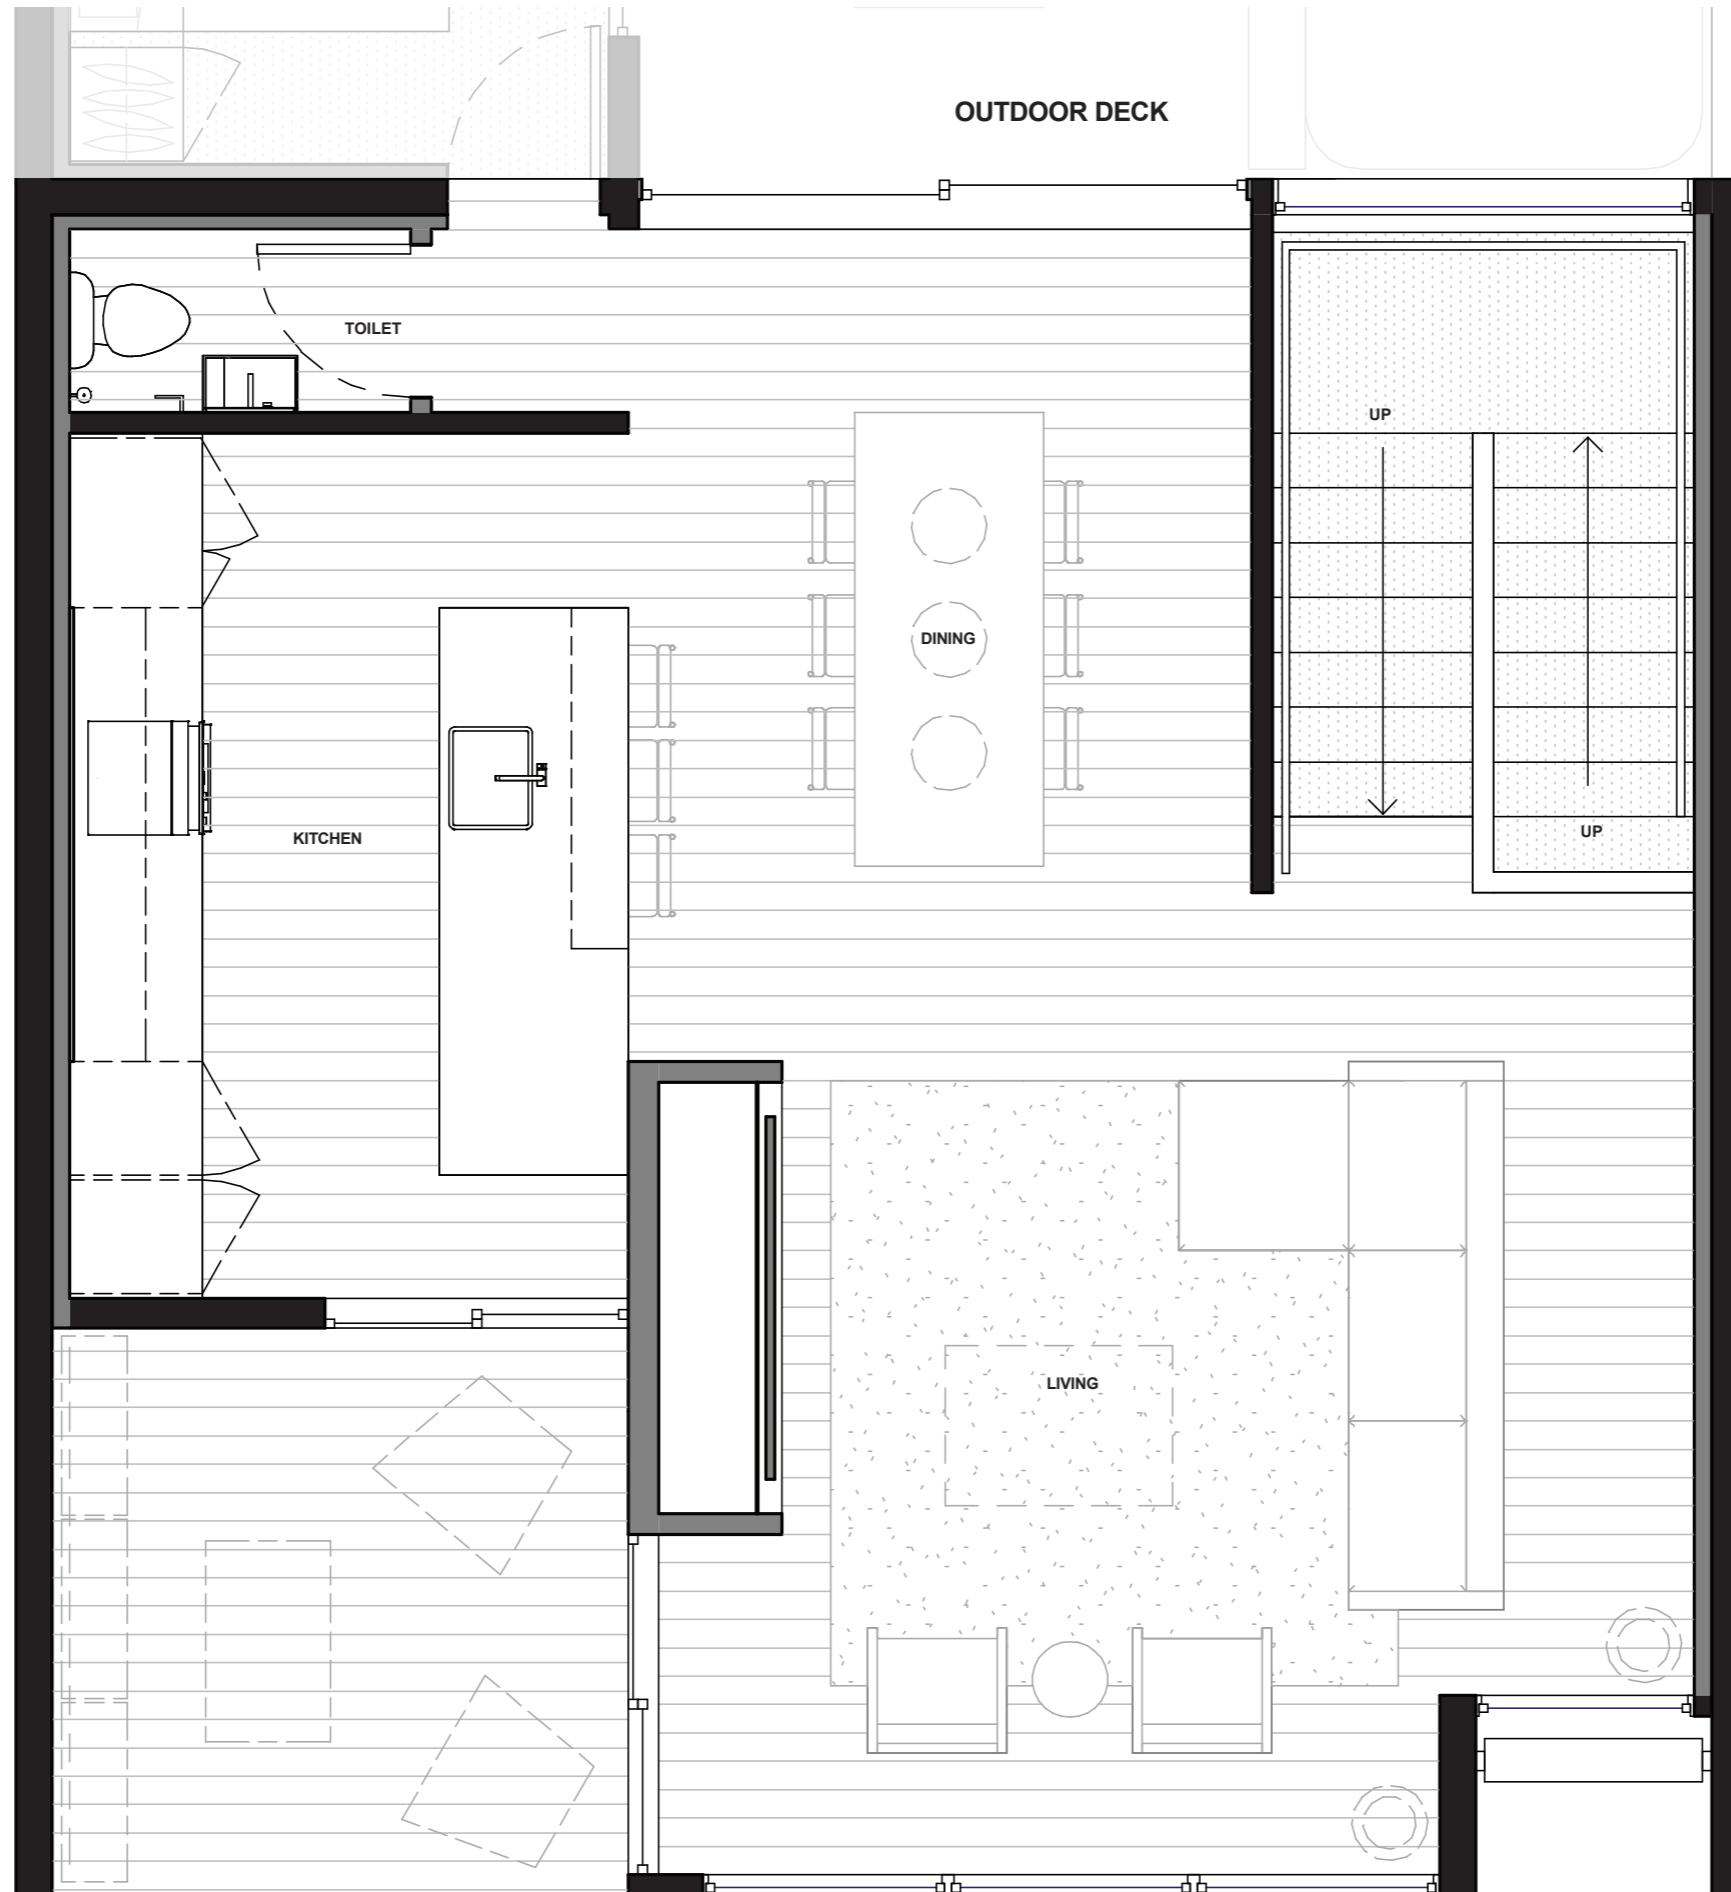 OUTDOOR DECK
TOILET
UP
DINING
KITCHEN
UP
LIVING